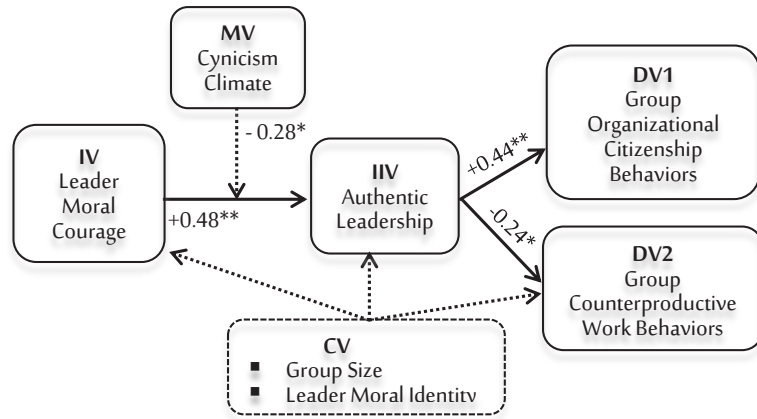 MV
Cynicism
Climate
- 0.28*
IV
Leader
Moral
Courage
+0.48**
IIV
Authentic
Leadership
+0.44**
-0.24*
DV1
Group
Organizational
Citizenship
Behaviors
DV2
Group
Counterproductive
Work Behaviors
CV
▪ Group Size
▪ Leader Moral Identity